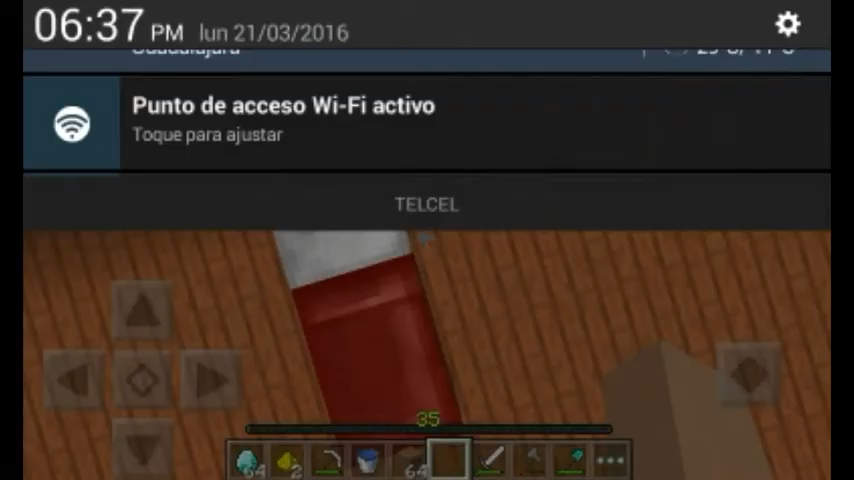 06:37 PM lun 21/03/2016
Guadalajara
Punto de acceso Wi-Fi activo
Toque para ajustar
TELCEL
35
64 2 64